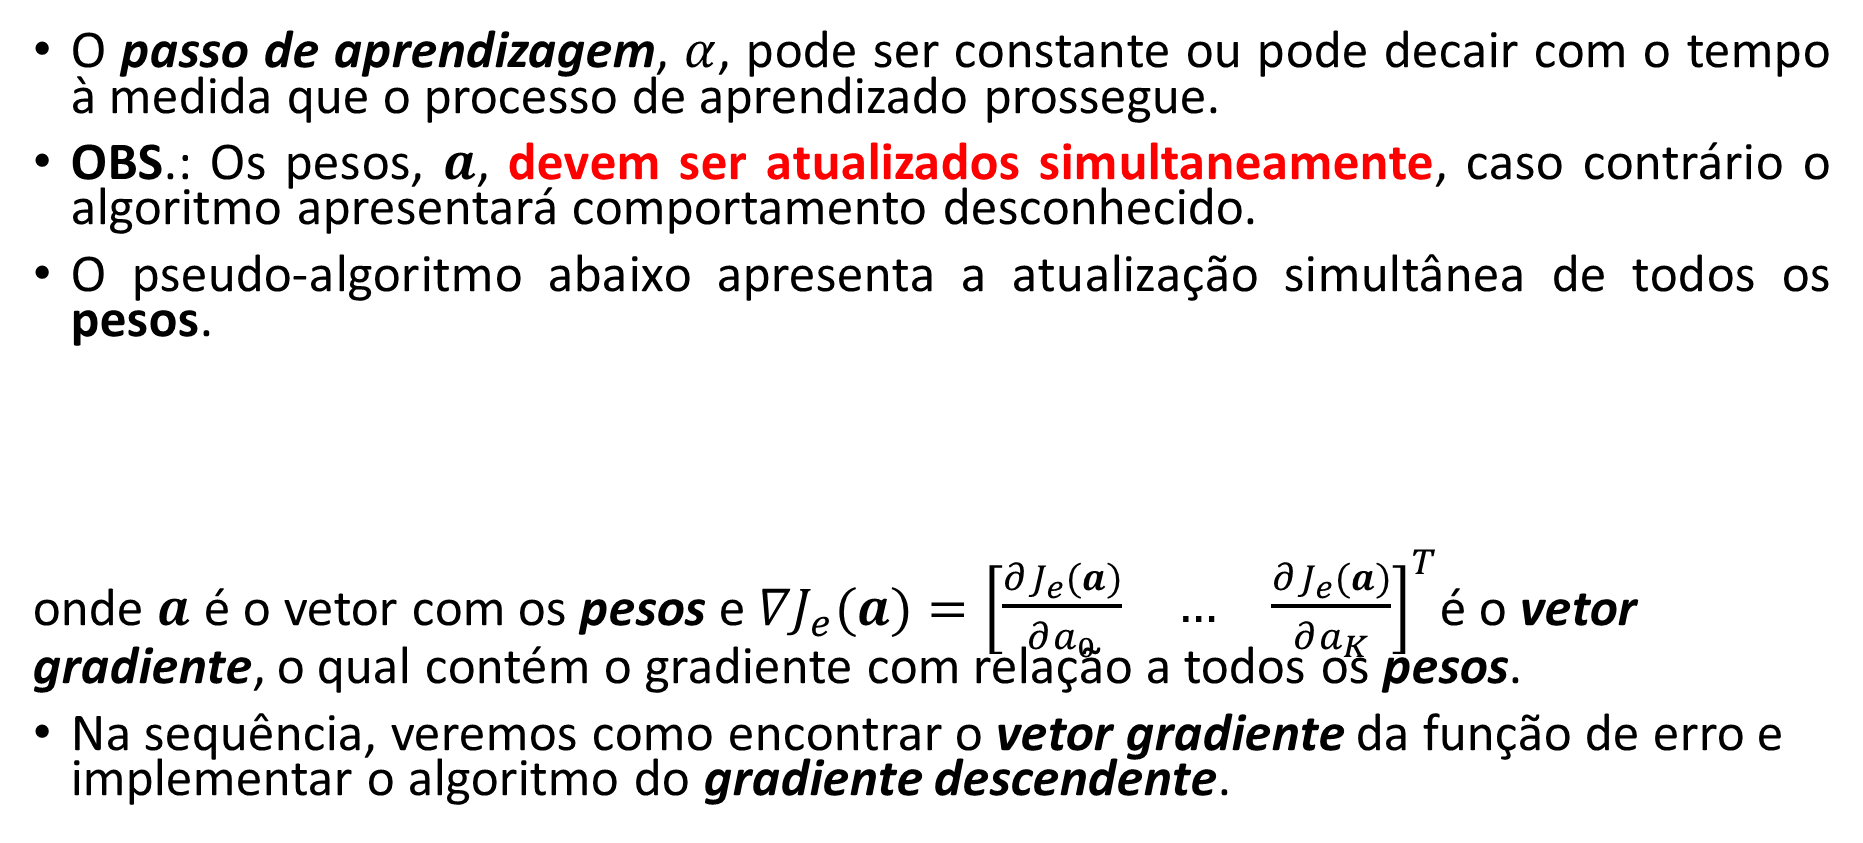 • O passo de aprendizagem, α, pode ser constante ou pode decair com o tempo
à medida que o processo de aprendizado prossegue.
• OBS.: Os pesos, a, devem ser atualizados simultaneamente, caso contrário o
algoritmo apresentará comportamento desconhecido.
• O pseudo-algoritmo abaixo apresenta a atualização simultânea de todos os
pesos.
onde a é o vetor com os pesos e ∇J_e(a) = [∂J_e(a)/∂a_0 … ∂J_e(a)/∂a_K]^T é o vetor
gradiente, o qual contém o gradiente com relação a todos os pesos.
• Na sequência, veremos como encontrar o vetor gradiente da função de erro e
implementar o algoritmo do gradiente descendente.